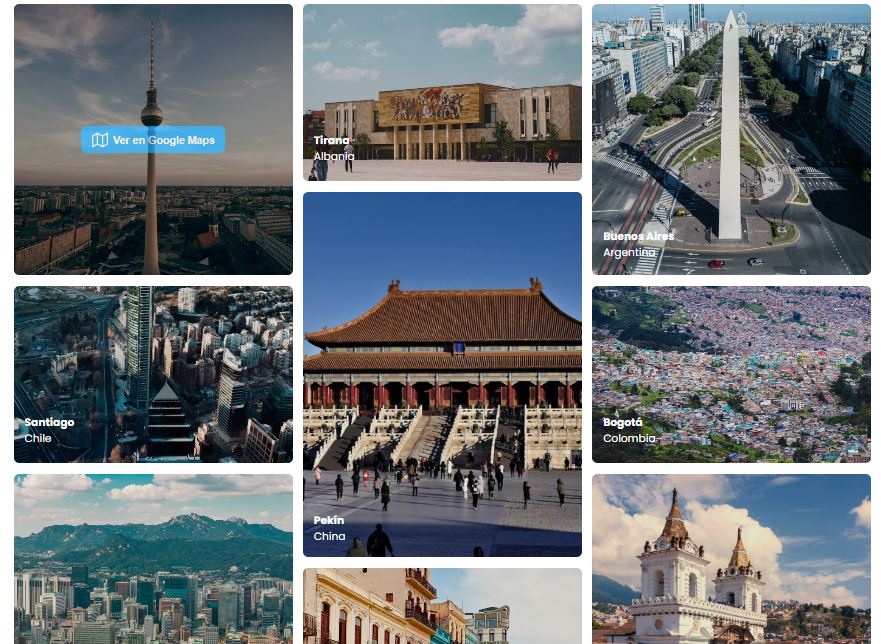 Ver en Google Maps
Tirana
Albania
Buenos Aires
Argentina
Santiago
Chile
Bogotá
Colombia
Pekín
China